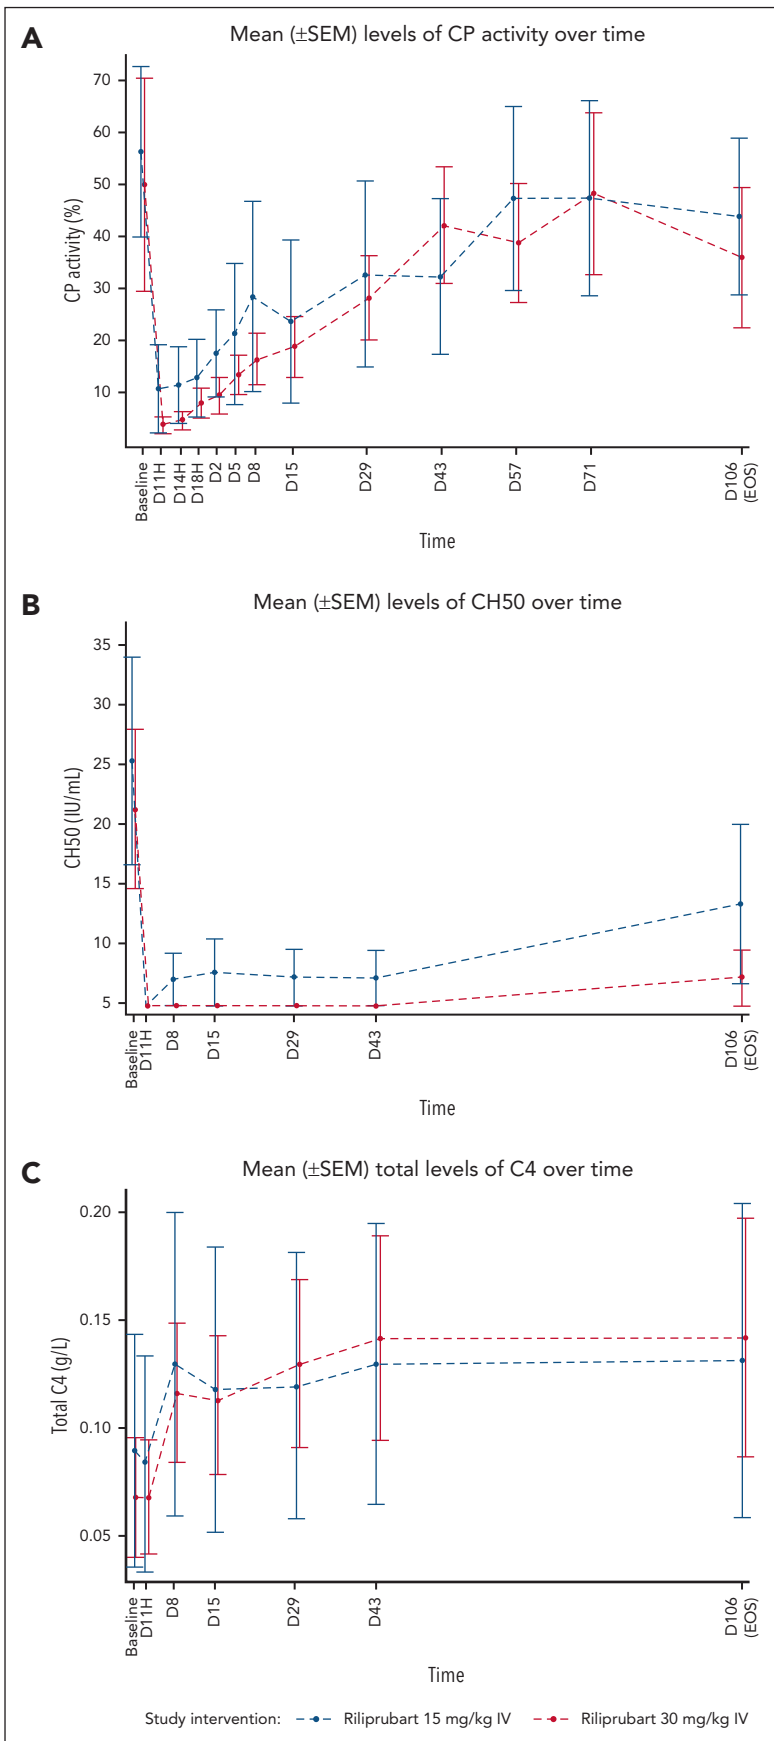 A
Mean (±SEM) levels of CP activity over time
CP activity (%)
70
60
50
40
30
20
10
Baseline
D11H
D14H
D18H
D2
D5
D8
D15
D29
D43
D57
D71
D106
(EOS)
Time
B
Mean (±SEM) levels of CH50 over time
CH50 (IU/mL)
35
30
25
20
15
10
5
Baseline
D11H
D8
D15
D29
D43
D106
(EOS)
Time
C
Mean (±SEM) total levels of C4 over time
Total C4 (g/L)
0.20
0.15
0.10
0.05
Baseline
D11H
D8
D15
D29
D43
D106
(EOS)
Time
Study intervention: Riliprubart 15 mg/kg IV Riliprubart 30 mg/kg IV